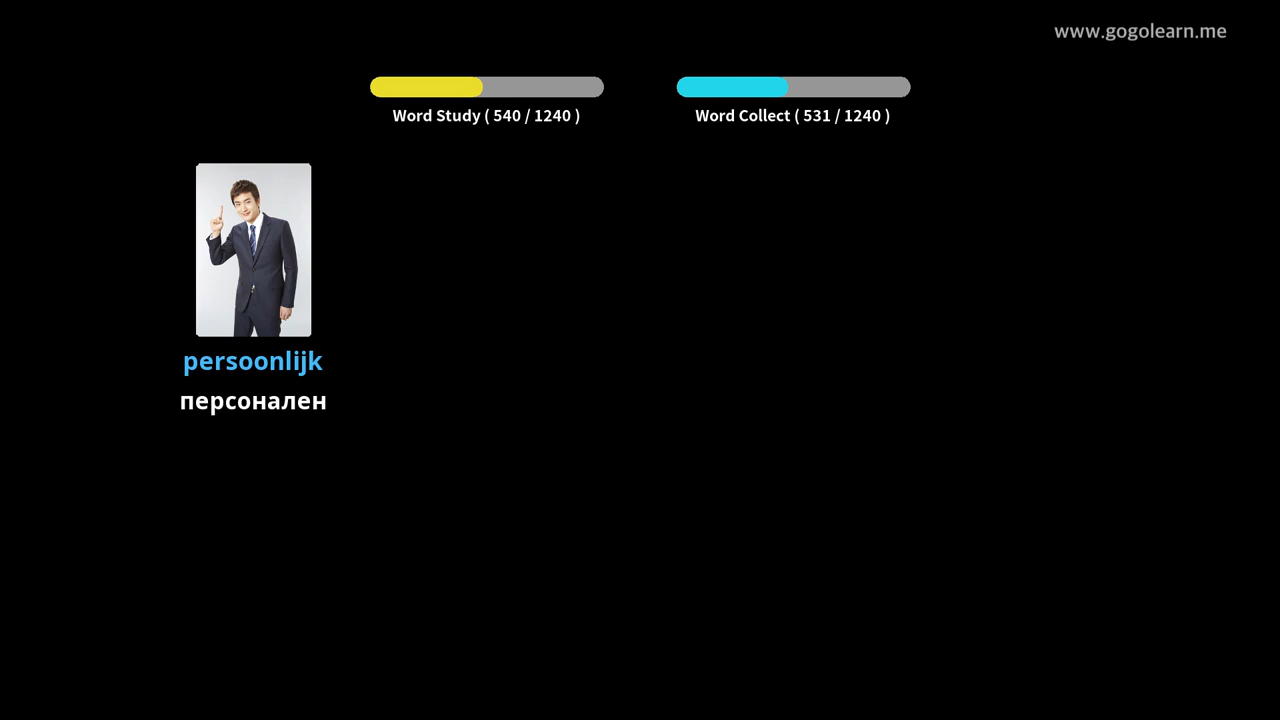 www.gogolearn.me
Word Study ( 540 / 1240 )
Word Collect ( 531 / 1240 )
persoonlijk
персонален